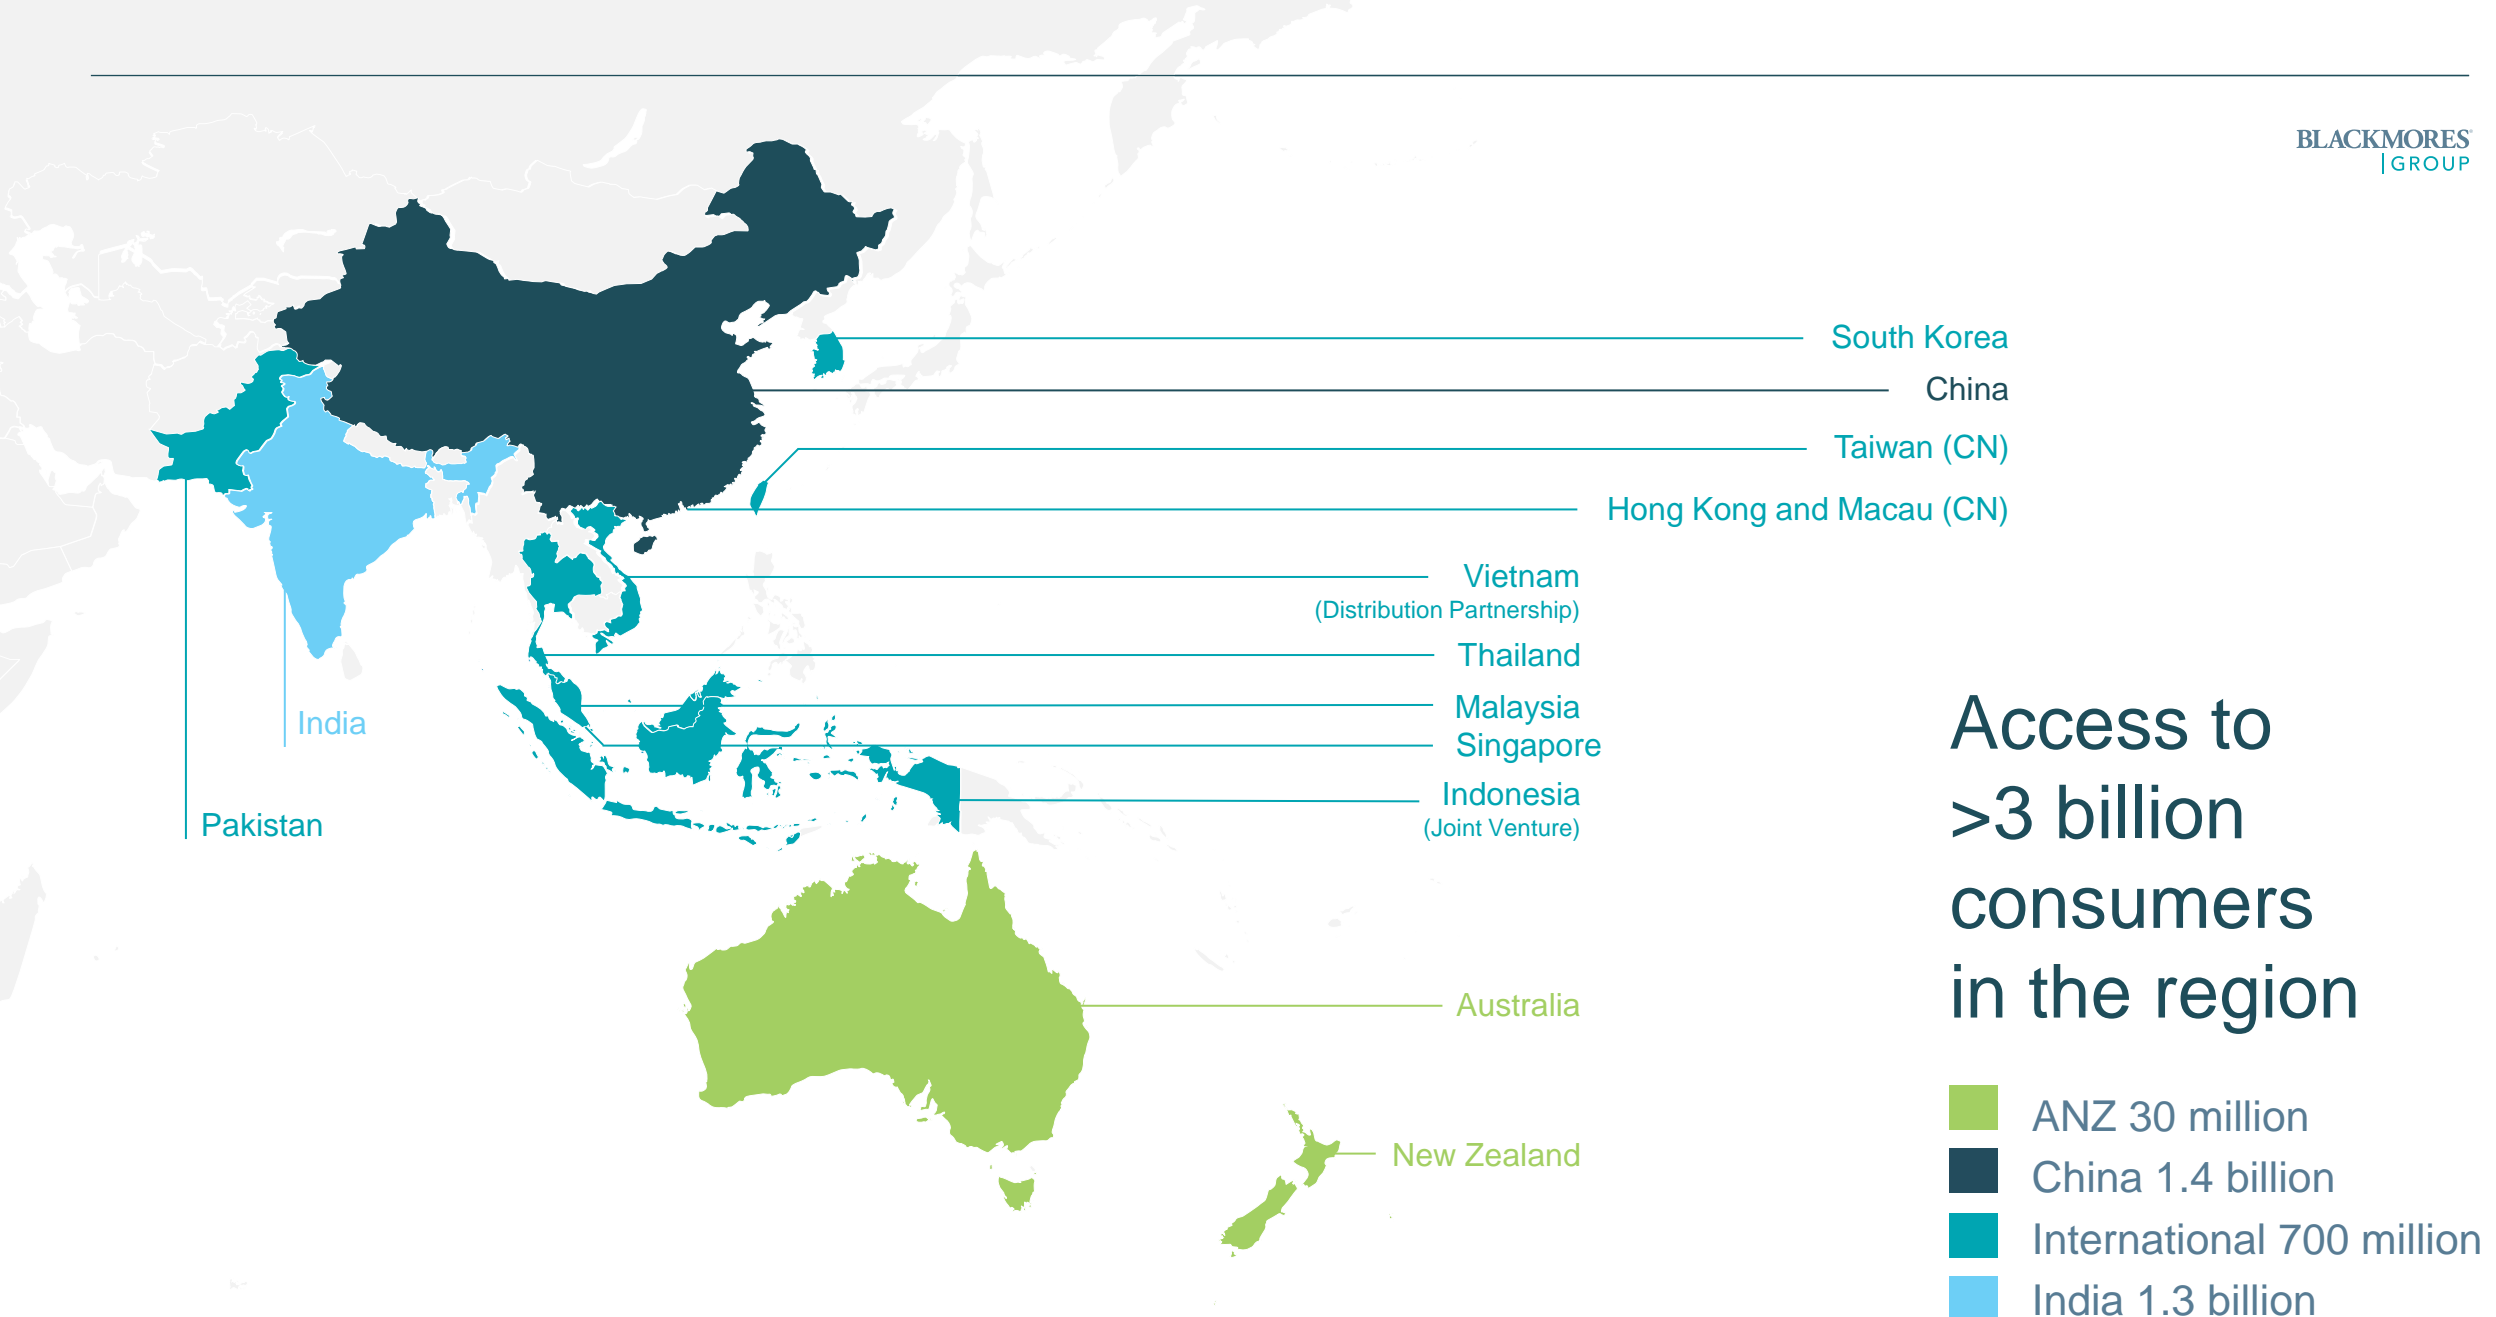 BLACKMORES®
GROUP
South Korea
China
Taiwan (CN)
Hong Kong and Macau (CN)
Vietnam
(Distribution Partnership)
Thailand
Malaysia
Singapore
Indonesia
(Joint Venture)
India
Pakistan
Australia
New Zealand
Access to
>3 billion
consumers
in the region
ANZ 30 million
China 1.4 billion
International 700 million
India 1.3 billion